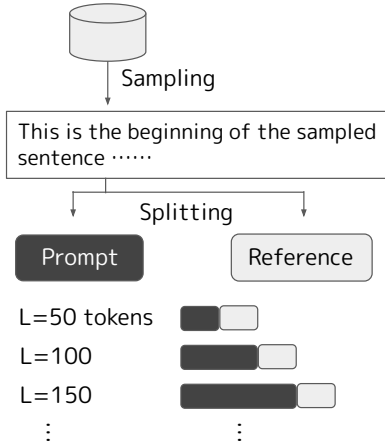 Sampling
This is the beginning of the sampled
sentence ⋯⋯
Splitting
Prompt
Reference
L=50 tokens
L=100
L=150
⋮ ⋮